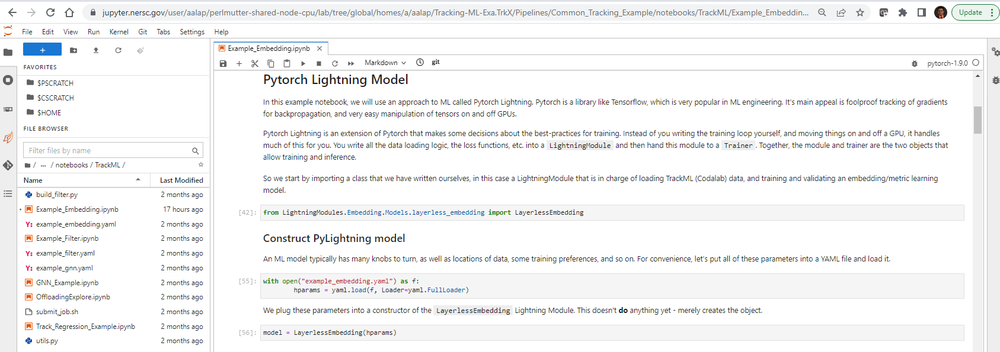 jupyter.nersc.gov/user/aalap/perlmutter-shared-node-cpu/lab/tree/global/homes/a/aalap/Tracking-ML-Exa.TrkX/Pipelines/Common_Tracking_Example/notebooks/TrackML/Example_Embeddin...
Update
File Edit View Run Kernel Git Tabs Settings Help
+
Example_Embedding.ipynb
Markdown
git
pytorch-1.9.0
FAVORITES
$PSCRATCH
$CSCRATCH
$HOME
FILE BROWSER
Filter files by name
/ ... / notebooks / TrackML /
Name Last Modified
build_filter.py 2 months ago
Example_Embedding.ipynb 17 hours ago
Y: example_embedding.yaml 2 months ago
Example_Filter.ipynb 2 months ago
Y: example_filter.yaml 2 months ago
Y: example_gnn.yaml 2 months ago
GNN_Example.ipynb 2 months ago
OffloadingExplore.ipynb 2 months ago
submit_job.sh 2 months ago
Track_Regression_Example.ipynb 2 months ago
utils.py 2 months ago
Pytorch Lightning Model
In this example notebook, we will use an approach to ML called Pytorch Lightning. Pytorch is a library like Tensorflow, which is very popular in ML engineering. It's main appeal is foolproof tracking of gradients
for backpropagation, and very easy manipulation of tensors on and off GPUs.
Pytorch Lightning is an extension of Pytorch that makes some decisions about the best-practices for training. Instead of you writing the training loop yourself, and moving things on and off a GPU, it handles
much of this for you. You write all the data loading logic, the loss functions, etc. into a LightningModule and then hand this module to a Trainer. Together, the module and trainer are the two objects that
allow training and inference.
So we start by importing a class that we have written ourselves, in this case a LightningModule that is in charge of loading TrackML (Codalab) data, and training and validating an embedding/metric learning
model.
[42]: from LightningModules.Embedding.Models.layerless_embedding import LayerlessEmbedding
Construct PyLightning model
An ML model typically has many knobs to turn, as well as locations of data, some training preferences, and so on. For convenience, let's put all of these parameters into a YAML file and load it.
[55]: with open("example_embedding.yaml") as f:
hparams = yaml.load(f, Loader=yaml.FullLoader)
We plug these parameters into a constructor of the LayerlessEmbedding Lightning Module. This doesn't do anything yet - merely creates the object.
[56]: model = LayerlessEmbedding(hparams)